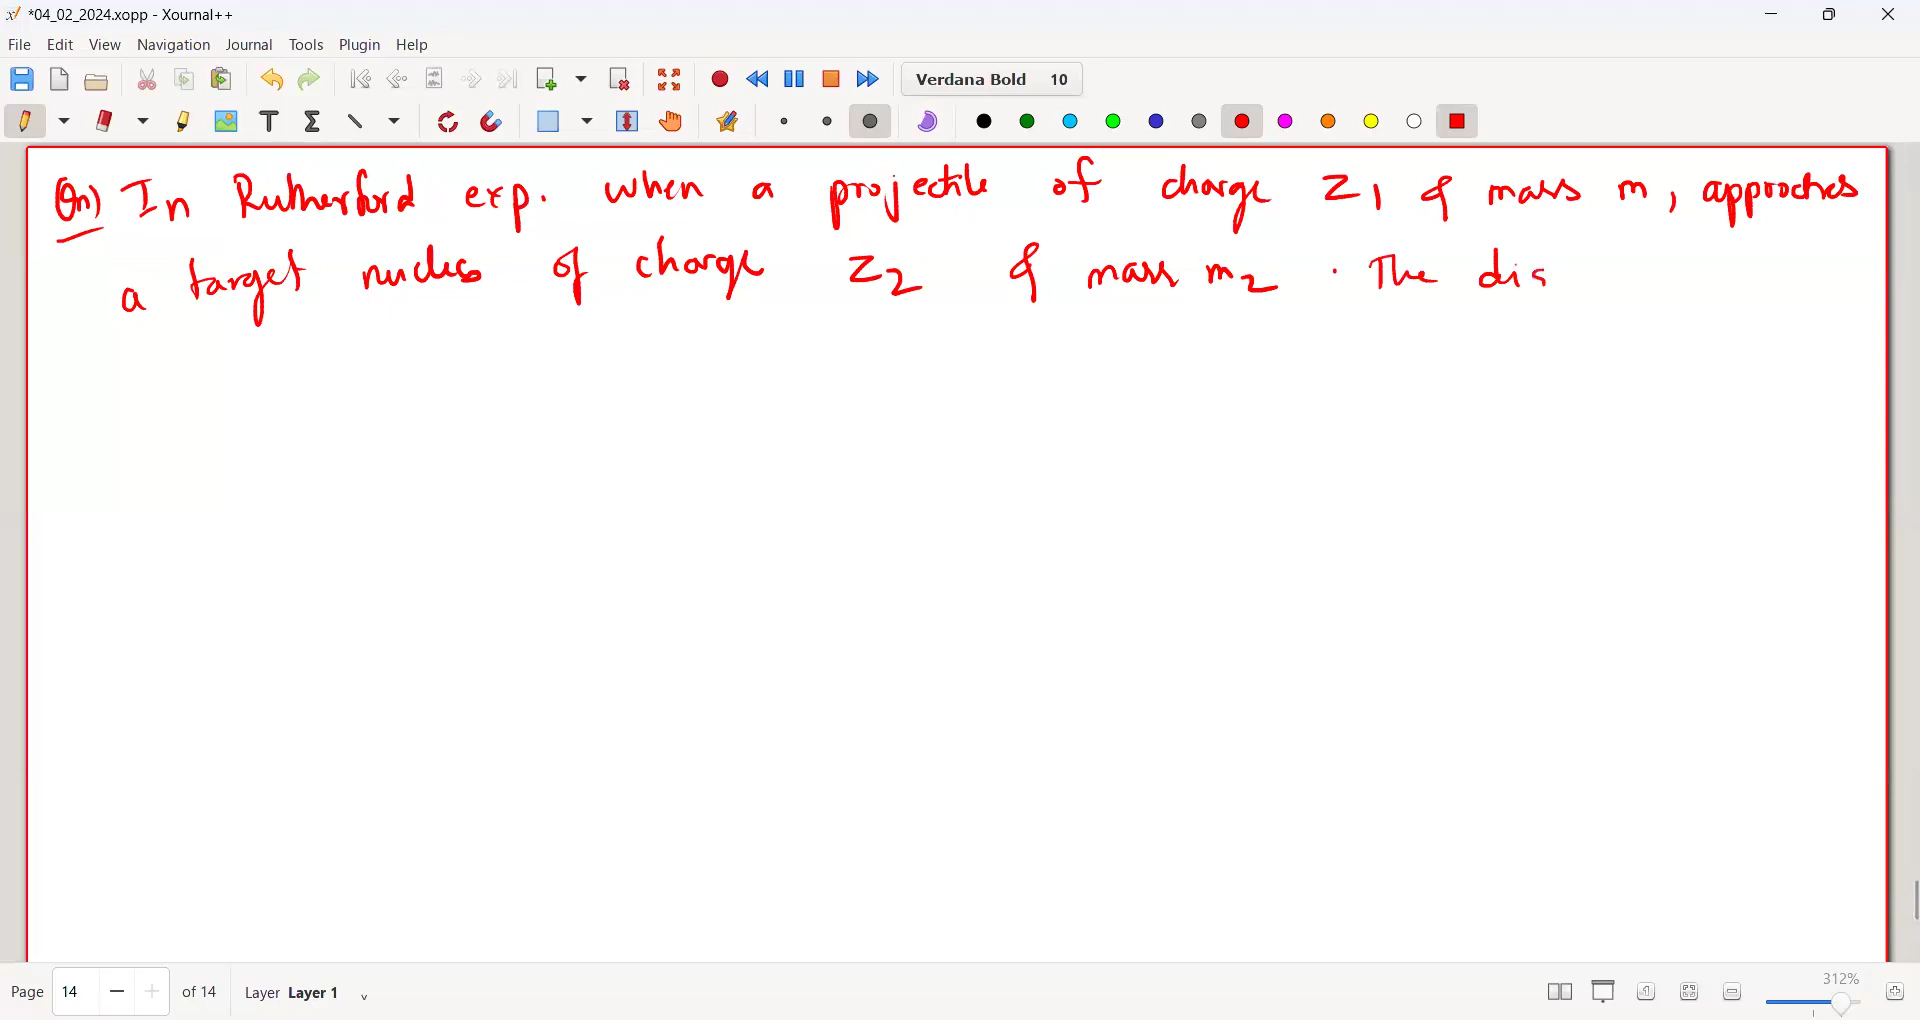 *04_02_2024.xopp - Xournal++
File Edit View Navigation Journal Tools Plugin Help
Verdana Bold 10
Qn) In Rutherford exp. when a projectile of charge Z1 & mass m, approaches
a target nucleus of charge Z2 & mass m2 . The dis
Page 14 of 14 Layer Layer 1 312%